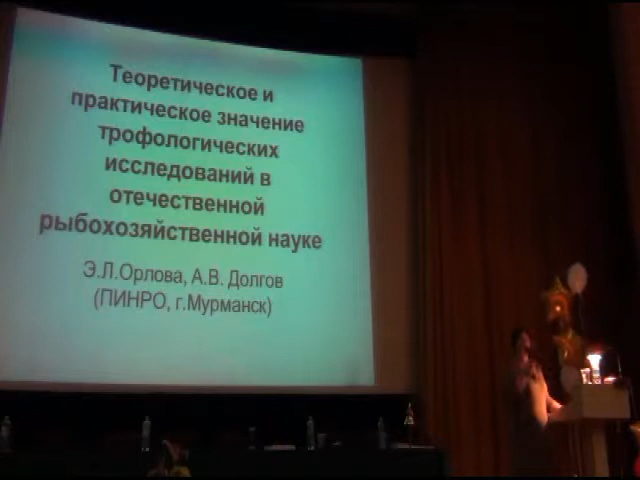 Теоретическое и
практическое значение
трофологических
исследований в
отечественной
рыбохозяйственной науке
Э.Л.Орлова, А.В. Долгов
(ПИНРО, г.Мурманск)